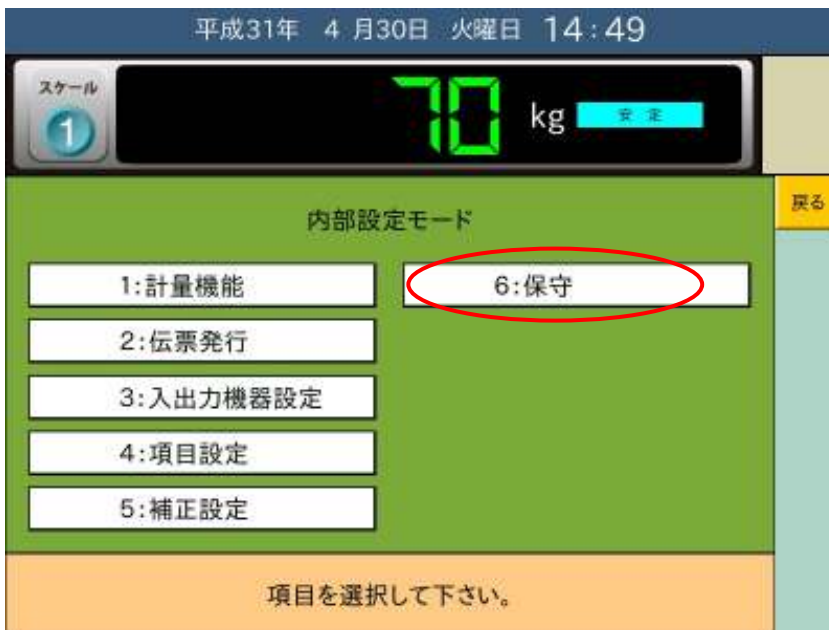 平成31年 4月30日 火曜日 14:49
スケール
1
70 kg 安定
戻る
内部設定モード
1:計量機能
2:伝票発行
3:入出力機器設定
4:項目設定
5:補正設定
6:保守
項目を選択して下さい。